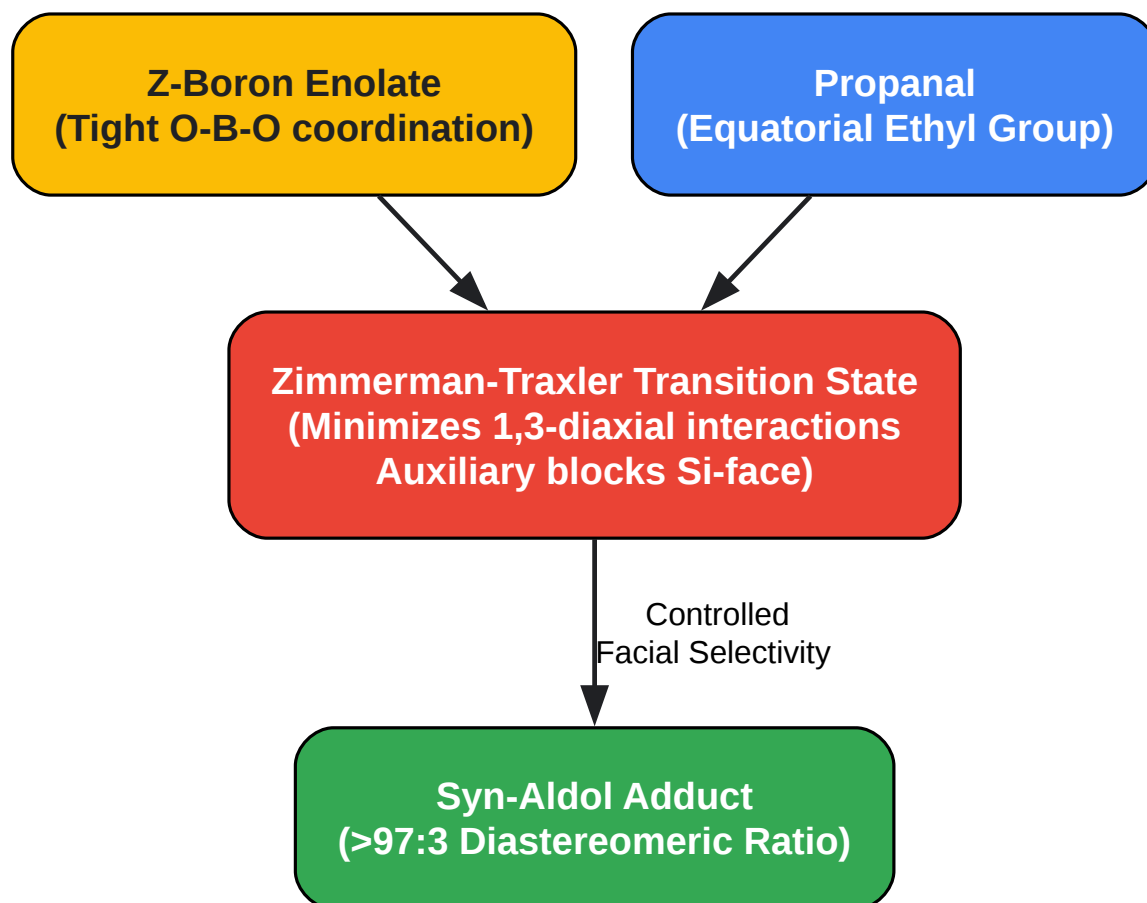 Z-Boron Enolate
(Tight O-B-O coordination)
Propanal
(Equatorial Ethyl Group)
Zimmerman-Traxler Transition State
(Minimizes 1,3-diaxial interactions
Auxiliary blocks Si-face)
Controlled
Facial Selectivity
Syn-Aldol Adduct
(>97:3 Diastereomeric Ratio)